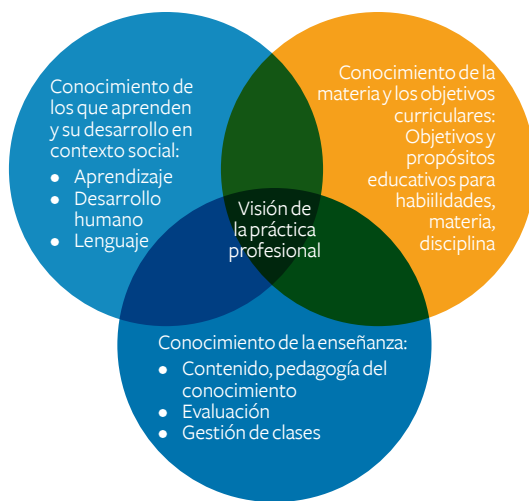 Conocimiento de
los que aprenden
y su desarrollo en
contexto social:
• Aprendizaje
• Desarrollo
humano
• Lenguaje
Conocimiento de la
materia y los objetivos
curriculares:
Objetivos y
propósitos
educativos para
habiilidades,
materia,
disciplina
Visión de
la práctica
profesional
Conocimiento de la enseñanza:
• Contenido, pedagogía del
conocimiento
• Evaluación
• Gestión de clases